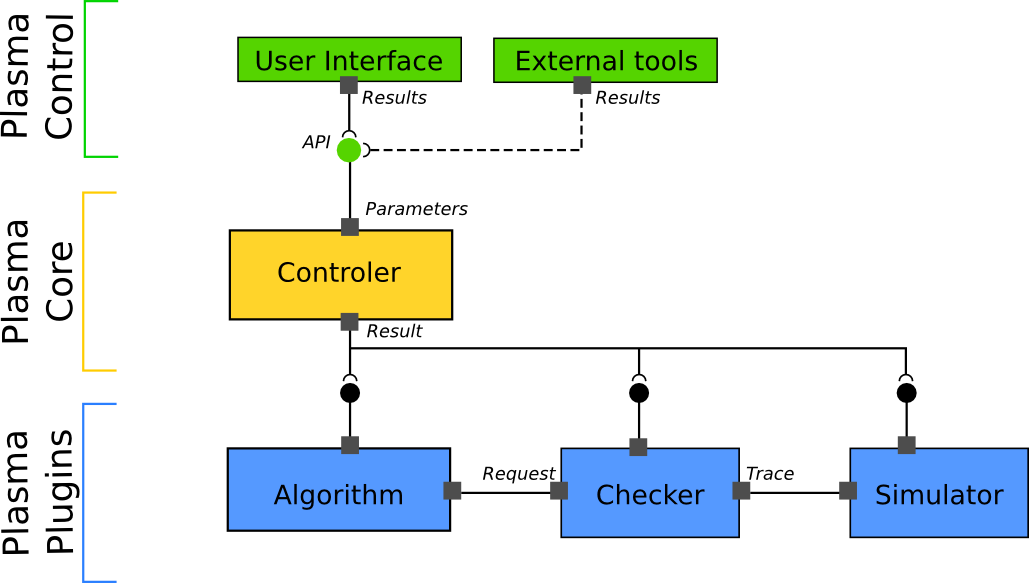 Plasma
Control
User Interface
External tools
Results
Results
API
Plasma
Core
Parameters
Controler
Result
Plasma
Plugins
Algorithm
Request
Checker
Trace
Simulator